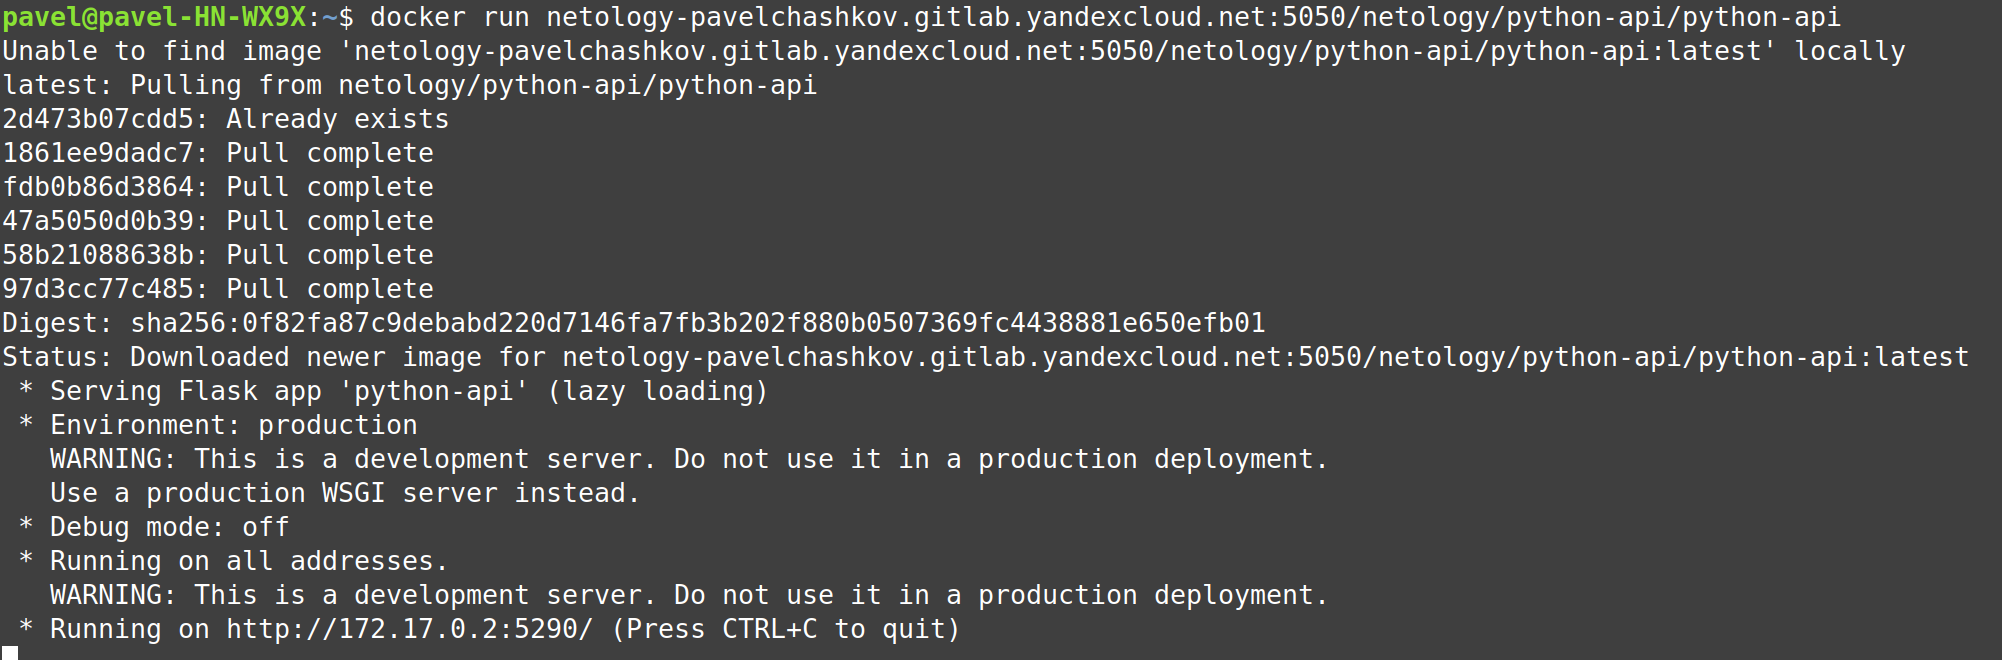 pavel@pavel-HN-WX9X:~$ docker run netology-pavelchashkov.gitlab.yandexcloud.net:5050/netology/python-api/python-api
Unable to find image 'netology-pavelchashkov.gitlab.yandexcloud.net:5050/netology/python-api/python-api:latest' locally
latest: Pulling from netology/python-api/python-api
2d473b07cdd5: Already exists
1861ee9dadc7: Pull complete
fdb0b86d3864: Pull complete
47a5050d0b39: Pull complete
58b21088638b: Pull complete
97d3cc77c485: Pull complete
Digest: sha256:0f82fa87c9debabd220d7146fa7fb3b202f880b0507369fc4438881e650efb01
Status: Downloaded newer image for netology-pavelchashkov.gitlab.yandexcloud.net:5050/netology/python-api/python-api:latest
 * Serving Flask app 'python-api' (lazy loading)
 * Environment: production
   WARNING: This is a development server. Do not use it in a production deployment.
   Use a production WSGI server instead.
 * Debug mode: off
 * Running on all addresses.
   WARNING: This is a development server. Do not use it in a production deployment.
 * Running on http://172.17.0.2:5290/ (Press CTRL+C to quit)